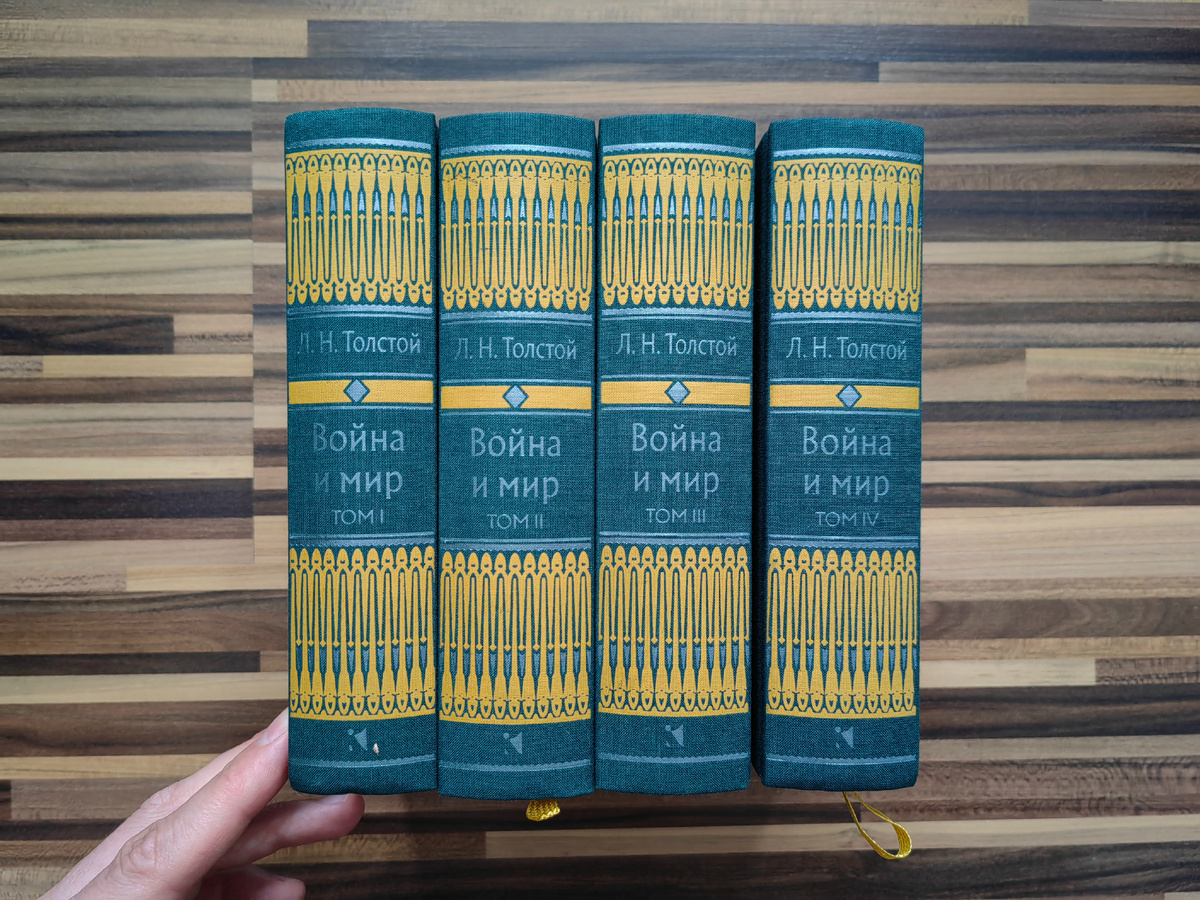 Л. Н. Толстой
Война
и мир
ТОМ I
Л. Н. Толстой
Война
и мир
ТОМ II
Л. Н. Толстой
Война
и мир
ТОМ III
Л. Н. Толстой
Война
и мир
ТОМ IV